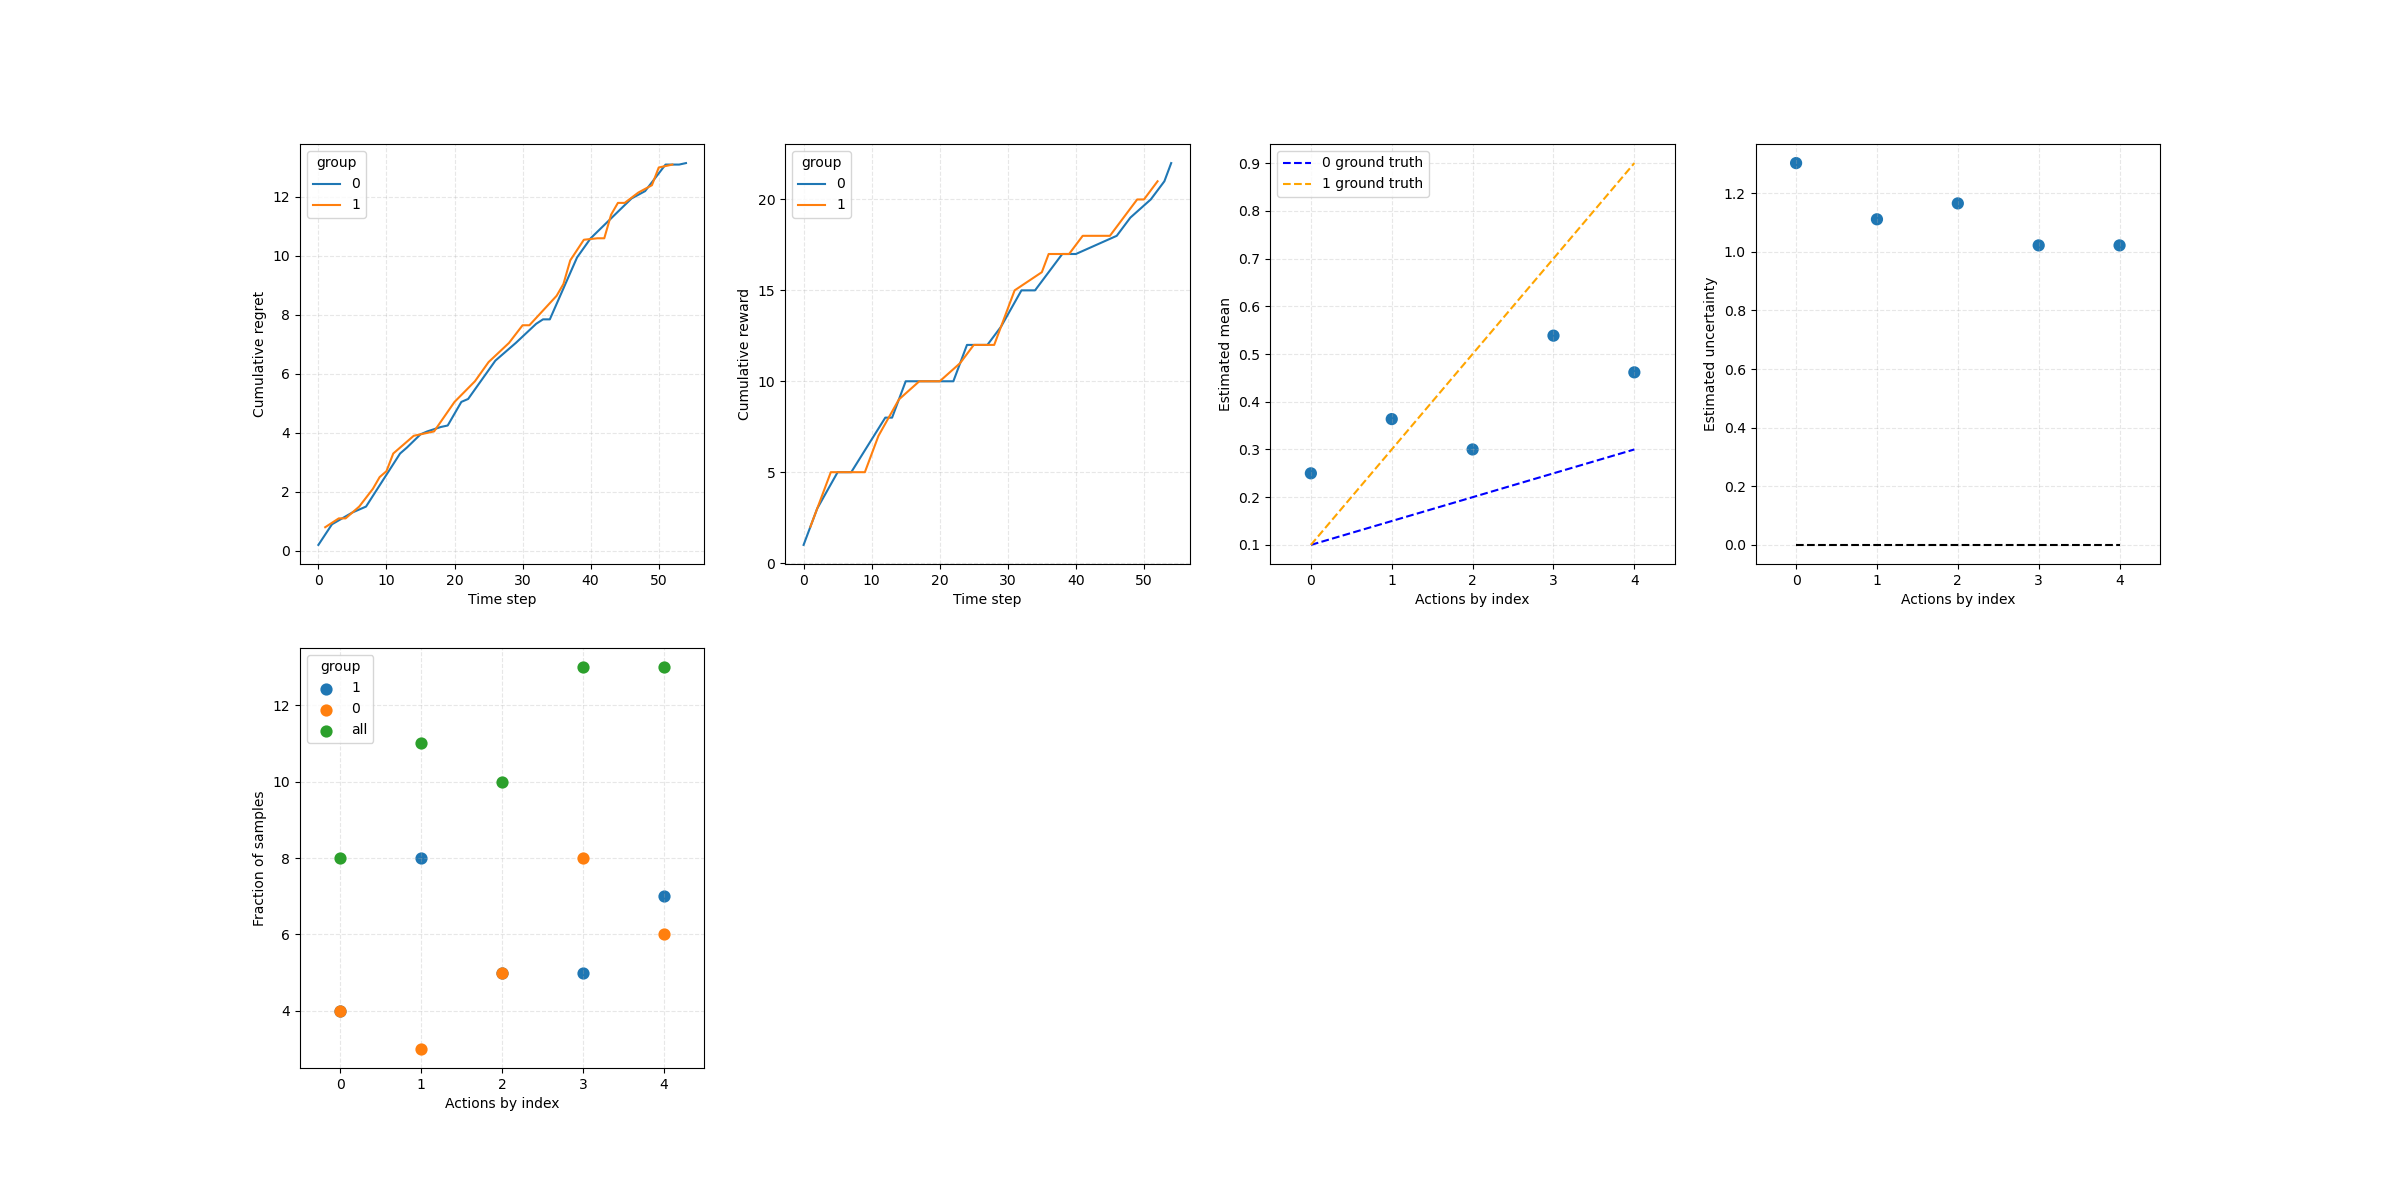 group
0
1
12
10
8
6
4
2
0
Cumulative regret
0 10 20 30 40 50
Time step
group
0
1
20
15
10
5
0
Cumulative reward
0 10 20 30 40 50
Time step
0 ground truth
1 ground truth
0.9
0.8
0.7
0.6
0.5
0.4
0.3
0.2
0.1
Estimated mean
0 1 2 3 4
Actions by index
1.2
1.0
0.8
0.6
0.4
0.2
0.0
Estimated uncertainty
0 1 2 3 4
Actions by index
group
1
0
all
12
10
8
6
4
Fraction of samples
0 1 2 3 4
Actions by index